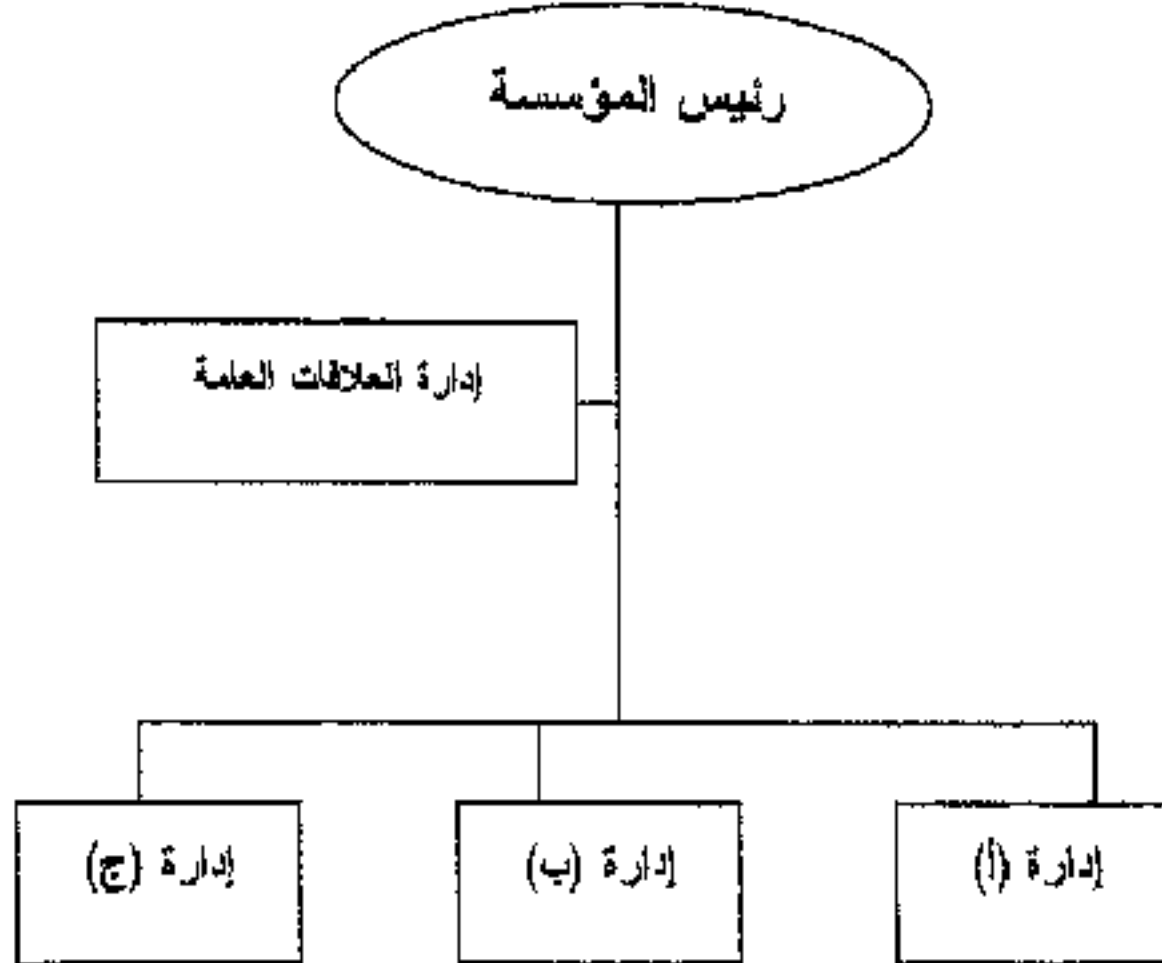 رئيس المؤسسة
إدارة العلاقات العامة
إدارة (أ)
إدارة (ب)
إدارة (ج)